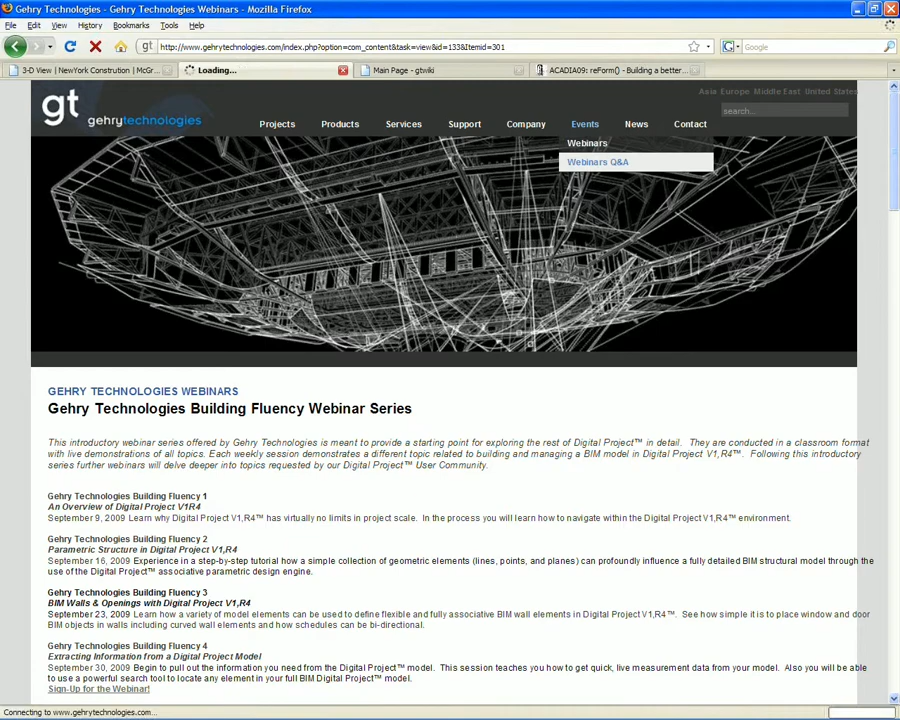 Gehry Technologies - Gehry Technologies Webinars - Mozilla Firefox
File Edit View History Bookmarks Tools Help
gt http://www.gehrytechnologies.com/index.php?option=com_content&task=view&id=133&Itemid=301 Google
3-D View | NewYork Constrution | McGr... Loading... Main Page - gtwiki ACADIA09: reForm() - Building a better...
Asia Europe Middle East United States
gt gehrytechnologies
search...
Projects Products Services Support Company Events News Contact
Webinars
Webinars Q&A
GEHRY TECHNOLOGIES WEBINARS
Gehry Technologies Building Fluency Webinar Series
This introductory webinar series offered by Gehry Technologies is meant to provide a starting point for exploring the rest of Digital Project™ in detail. They are conducted in a classroom format
with live demonstrations of all topics. Each weekly session demonstrates a different topic related to building and managing a BIM model in Digital Project V1,R4™. Following this introductory
series further webinars will delve deeper into topics requested by our Digital Project™ User Community.
Gehry Technologies Building Fluency 1
An Overview of Digital Project V1R4
September 9, 2009 Learn why Digital Project V1,R4™ has virtually no limits in project scale. In the process you will learn how to navigate within the Digital Project V1,R4™ environment.
Gehry Technologies Building Fluency 2
Parametric Structure in Digital Project V1,R4
September 16, 2009 Experience in a step-by-step tutorial how a simple collection of geometric elements (lines, points, and planes) can profoundly influence a fully detailed BIM structural model through the
use of the Digital Project™ associative parametric design engine.
Gehry Technologies Building Fluency 3
BIM Walls & Openings with Digital Project V1,R4
September 23, 2009 Learn how a variety of model elements can be used to define flexible and fully associative BIM wall elements in Digital Project V1,R4™. See how simple it is to place window and door
BIM objects in walls including curved wall elements and how schedules can be bi-directional.
Gehry Technologies Building Fluency 4
Extracting Information from a Digital Project Model
September 30, 2009 Begin to pull out the information you need from the Digital Project™ model. This session teaches you how to get quick, live measurement data from your model. Also you will be able
to use a powerful search tool to locate any element in your full BIM Digital Project™ model.
Sign-Up for the Webinar!
Connecting to www.gehrytechnologies.com...